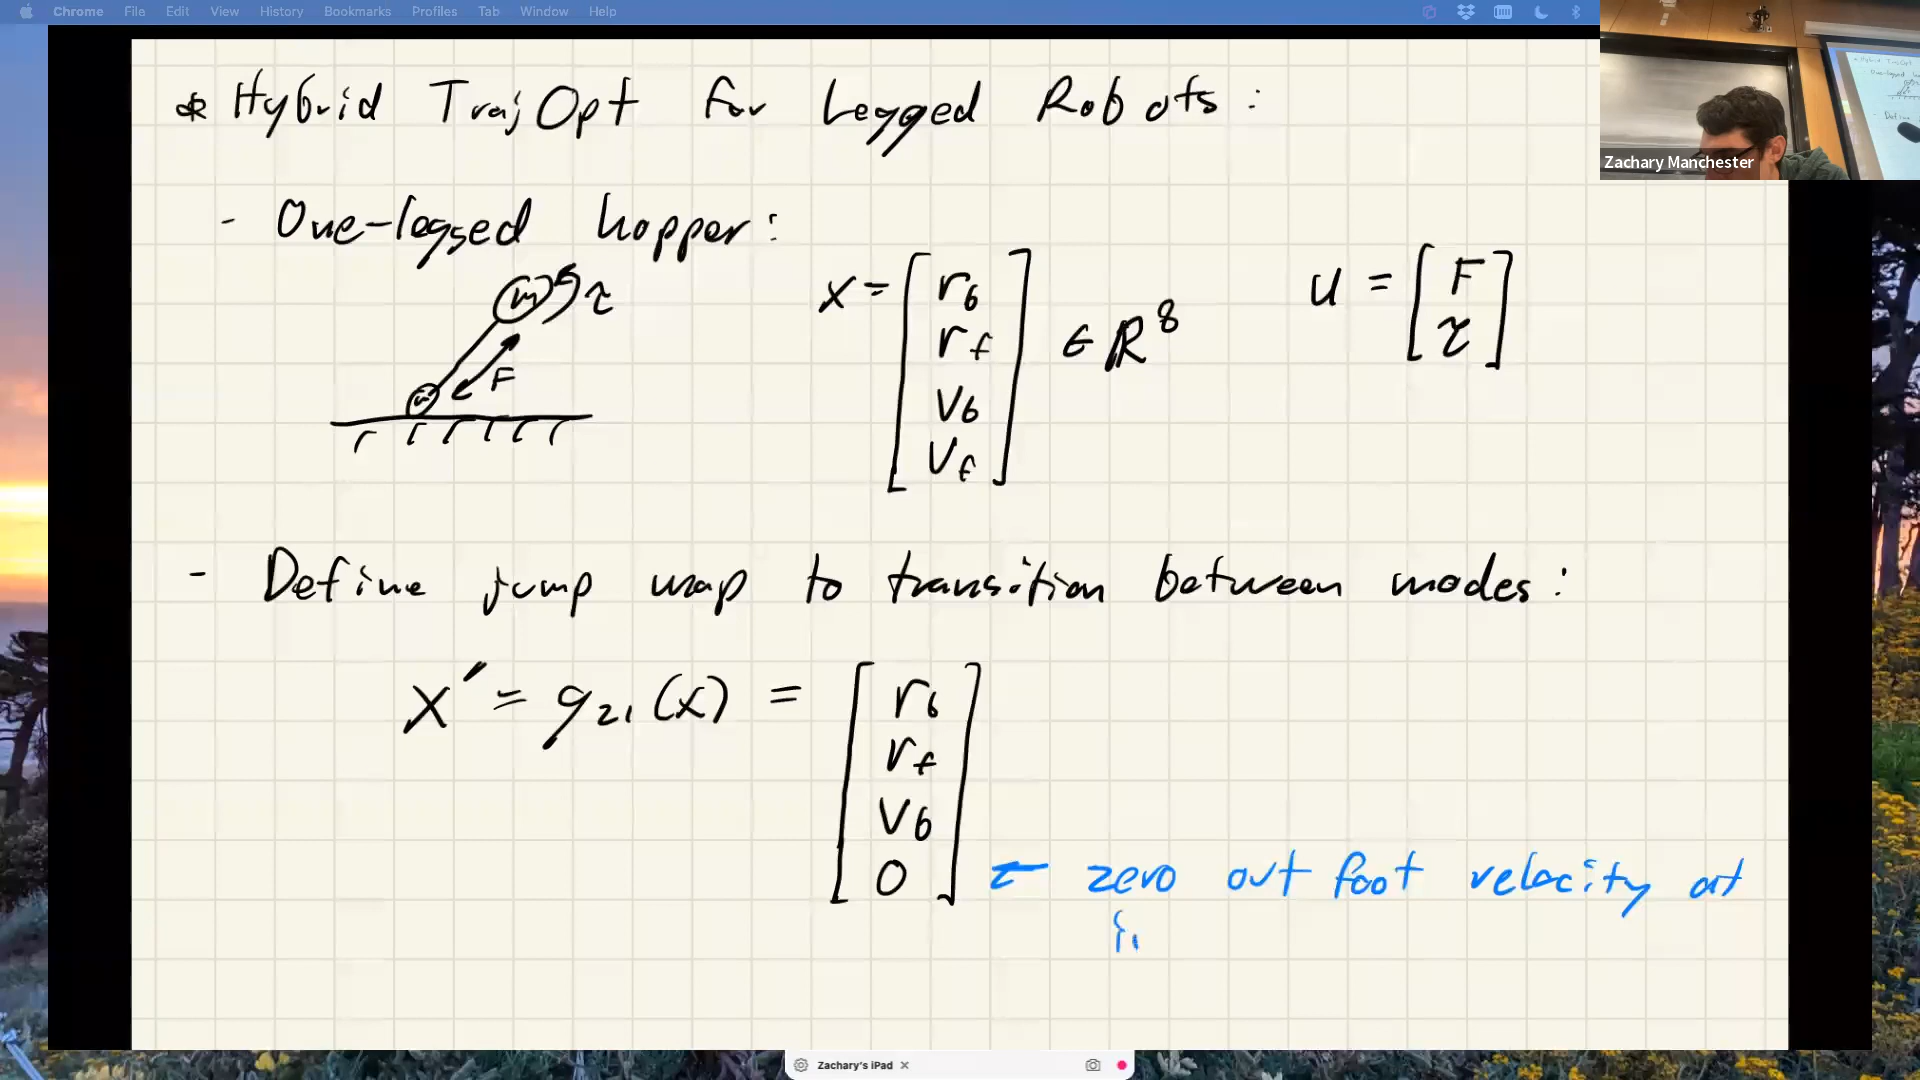 Chrome File Edit View History Bookmarks Profiles Tab Window Help
Zachary Manchester
* Hybrid TrajOpt for Legged Robots:
- One-legged hopper:
m τ
F
m
x = [ r_b r_f v_b v_f ] ∈ ℝ^8
u = [ F τ ]
- Define jump map to transition between modes:
x' = g_21 (x) = [ r_b r_f v_b 0 ]
← zero out foot velocity at
Zachary's iPad